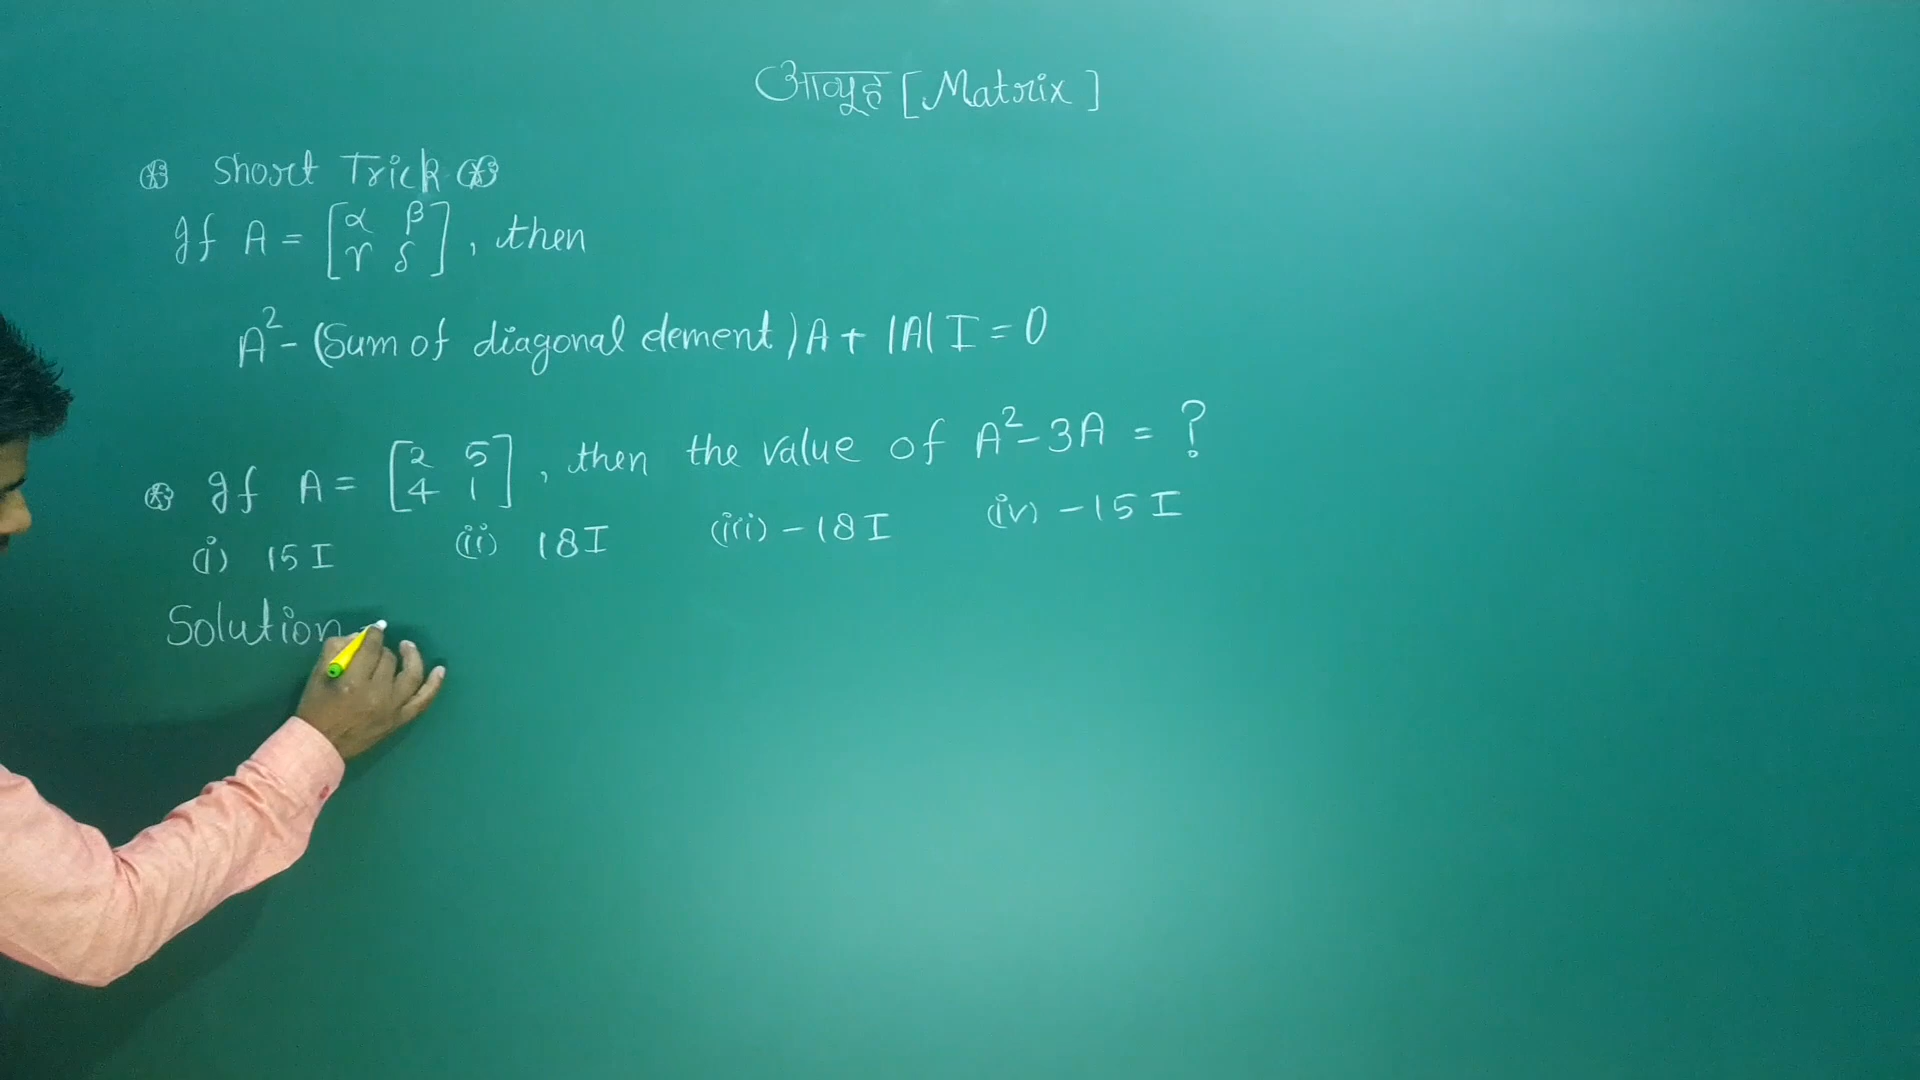 आव्यूह [Matrix]
Short Trick
If A = [α β
γ δ], then
A² - (Sum of diagonal element) A + |A| I = 0
If A = [2 5
4 1], then the value of A² - 3A = ?
(i) 15 I (ii) 18 I (iii) - 18 I (iv) - 15 I
Solution